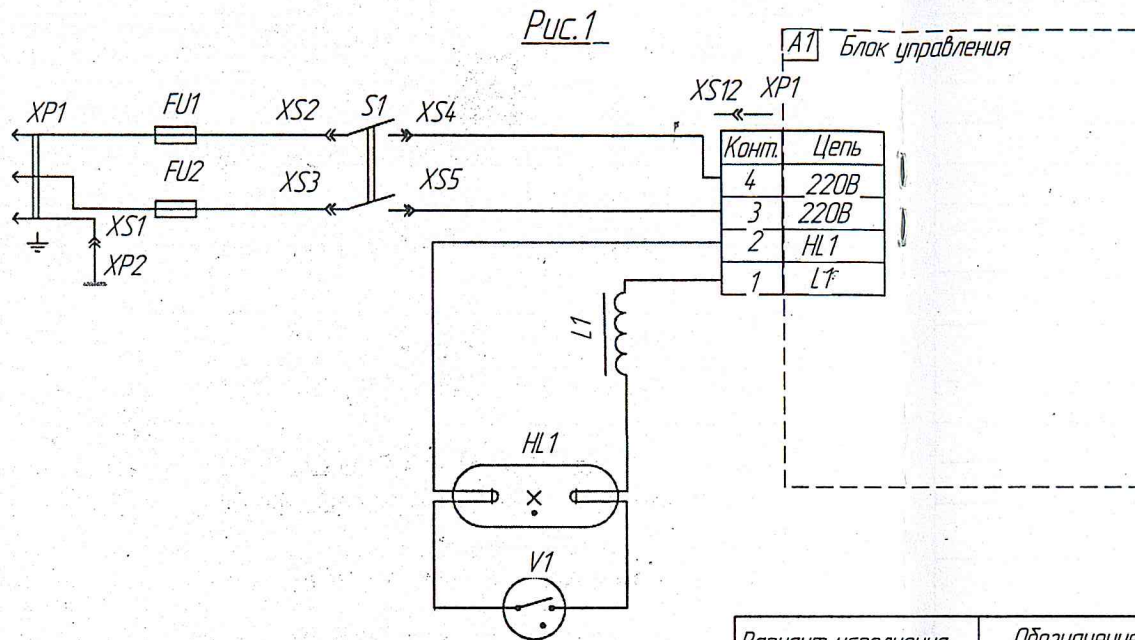 Рис.1
A1 Блок управления
XS12 XP1
XP1 FU1 XS2 S1 XS4
Конт. Цепь
4 220В
FU2 XS3 XS5
3 220В
XS1
2 HL1
XP2
1 L1
L1
HL1
V1
Вариант исполнения